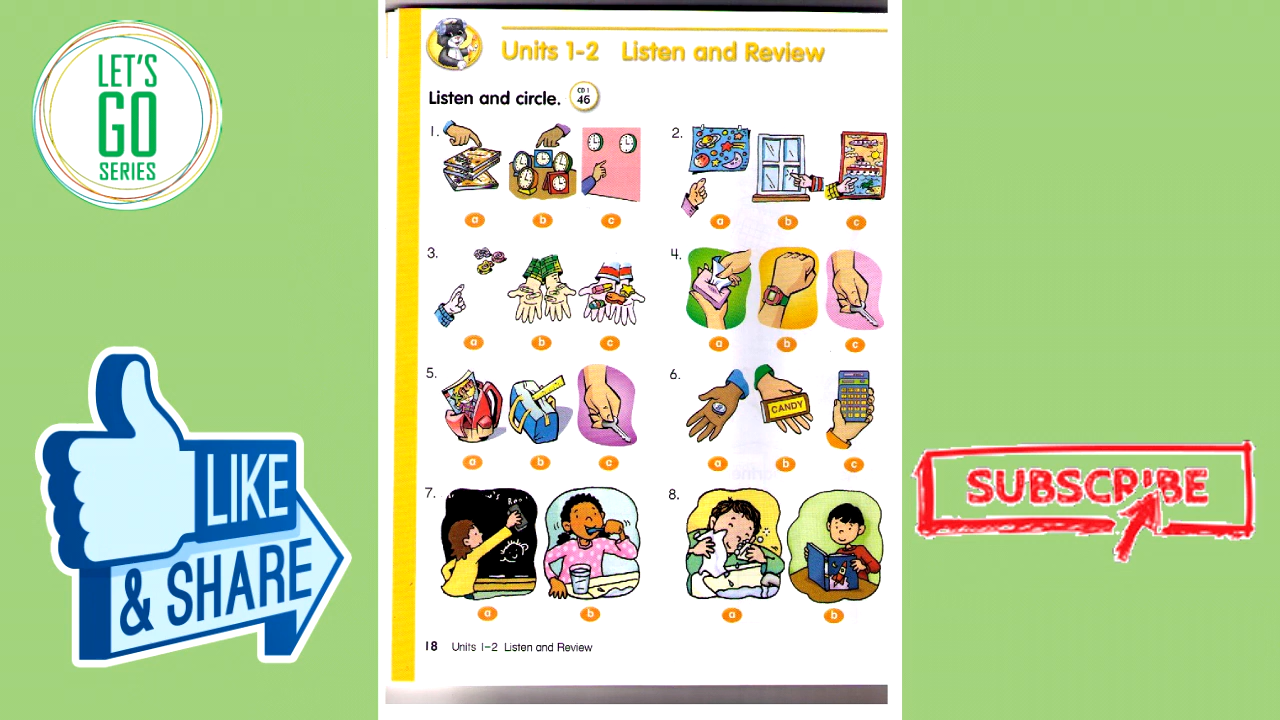 LET'S
GO
SERIES
LIKE
& SHARE
Units 1-2 Listen and Review
Listen and circle. CD 1 46
1.
a b c
2.
a b c
3.
a b c
4.
a b c
5.
a b c
6.
CANDY
a b c
7.
a b
8.
a b
18 Units 1-2 Listen and Review
SUBSCRIBE